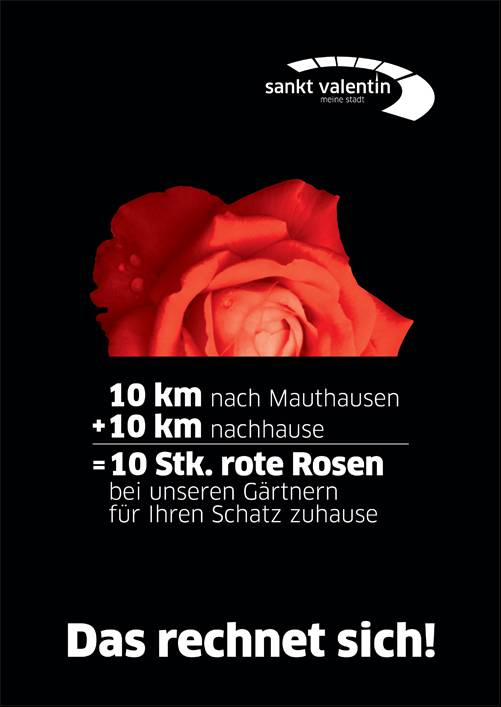 sankt valentin
meine stadt
10 km nach Mauthausen
+10 km nachhause
=10 Stk. rote Rosen
bei unseren Gärtnern
für Ihren Schatz zuhause
Das rechnet sich!